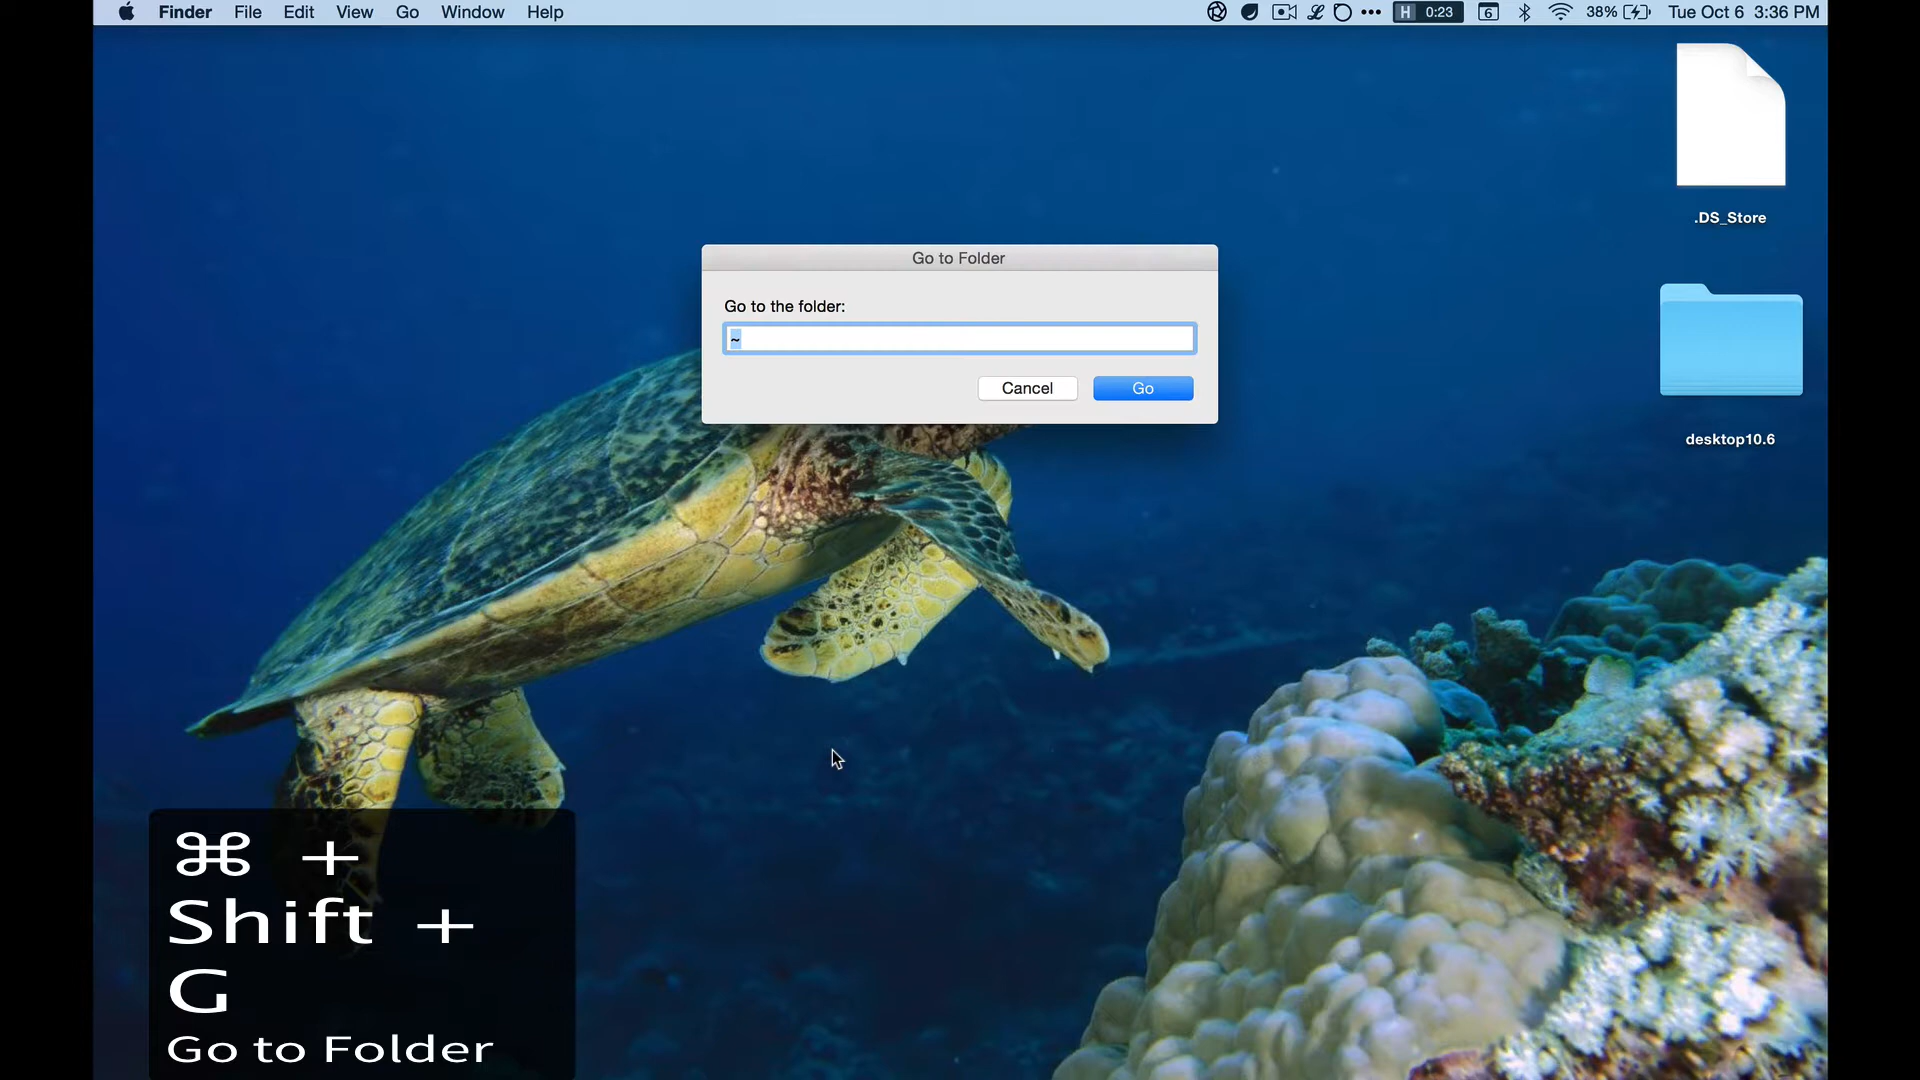 Finder File Edit View Go Window Help H 0:23 6 38% Tue Oct 6 3:36 PM
.DS_Store
Go to Folder
Go to the folder:
~
Cancel Go
desktop10.6
⌘ +
Shift +
G
Go to Folder